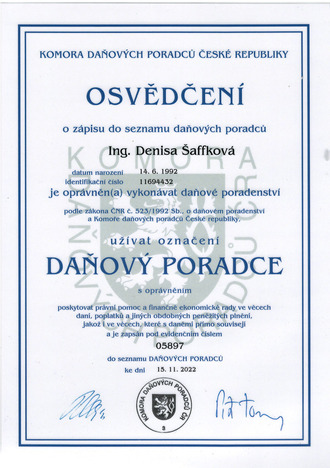 KOMORA DAŇOVÝCH PORADCŮ ČESKÉ REPUBLIKY
OSVĚDČENÍ
o zápisu do seznamu daňových poradců
Ing. Denisa Šaffková
datum narození 14. 6. 1992
identifikační číslo 11694432
je oprávněn(a) vykonávat daňové poradenství
podle zákona ČNR č. 523/1992 Sb., o daňovém poradenství
a Komoře daňových poradců České republiky,
užívat označení
DAŇOVÝ PORADCE
s oprávněním
poskytovat právní pomoc a finančně ekonomické rady ve věcech
daní, poplatků a jiných obdobných peněžitých plnění,
jakož i ve věcech, které s daněmi přímo souvisejí
a je zapsán pod evidenčním číslem
05897
do seznamu DAŇOVÝCH PORADCŮ
ke dni 15. 11. 2022
KOMORA DAŇOVÝCH PORADCŮ ČR